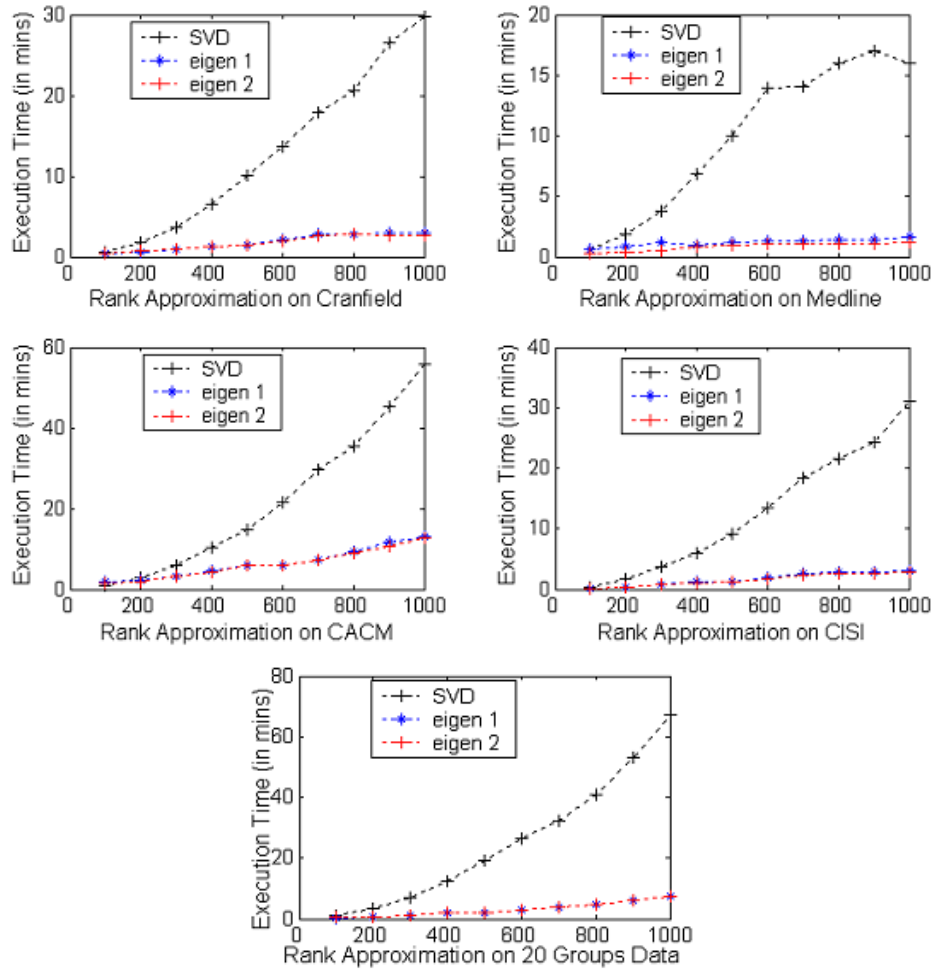 30
20
10
0
Execution Time (in mins)
SVD
eigen 1
eigen 2
0
200
400
600
800
1000
Rank Approximation on Cranfield
20
15
10
5
0
Execution Time (in mins)
SVD
eigen 1
eigen 2
0
200
400
600
800
1000
Rank Approximation on Medline
60
40
20
0
Execution Time (in mins)
SVD
eigen 1
eigen 2
0
200
400
600
800
1000
Rank Approximation on CACM
40
30
20
10
0
Execution Time (in mins)
SVD
eigen 1
eigen 2
0
200
400
600
800
1000
Rank Approximation on CISI
80
60
40
20
0
Execution Time (in mins)
SVD
eigen 1
eigen 2
0
200
400
600
800
1000
Rank Approximation on 20 Groups Data